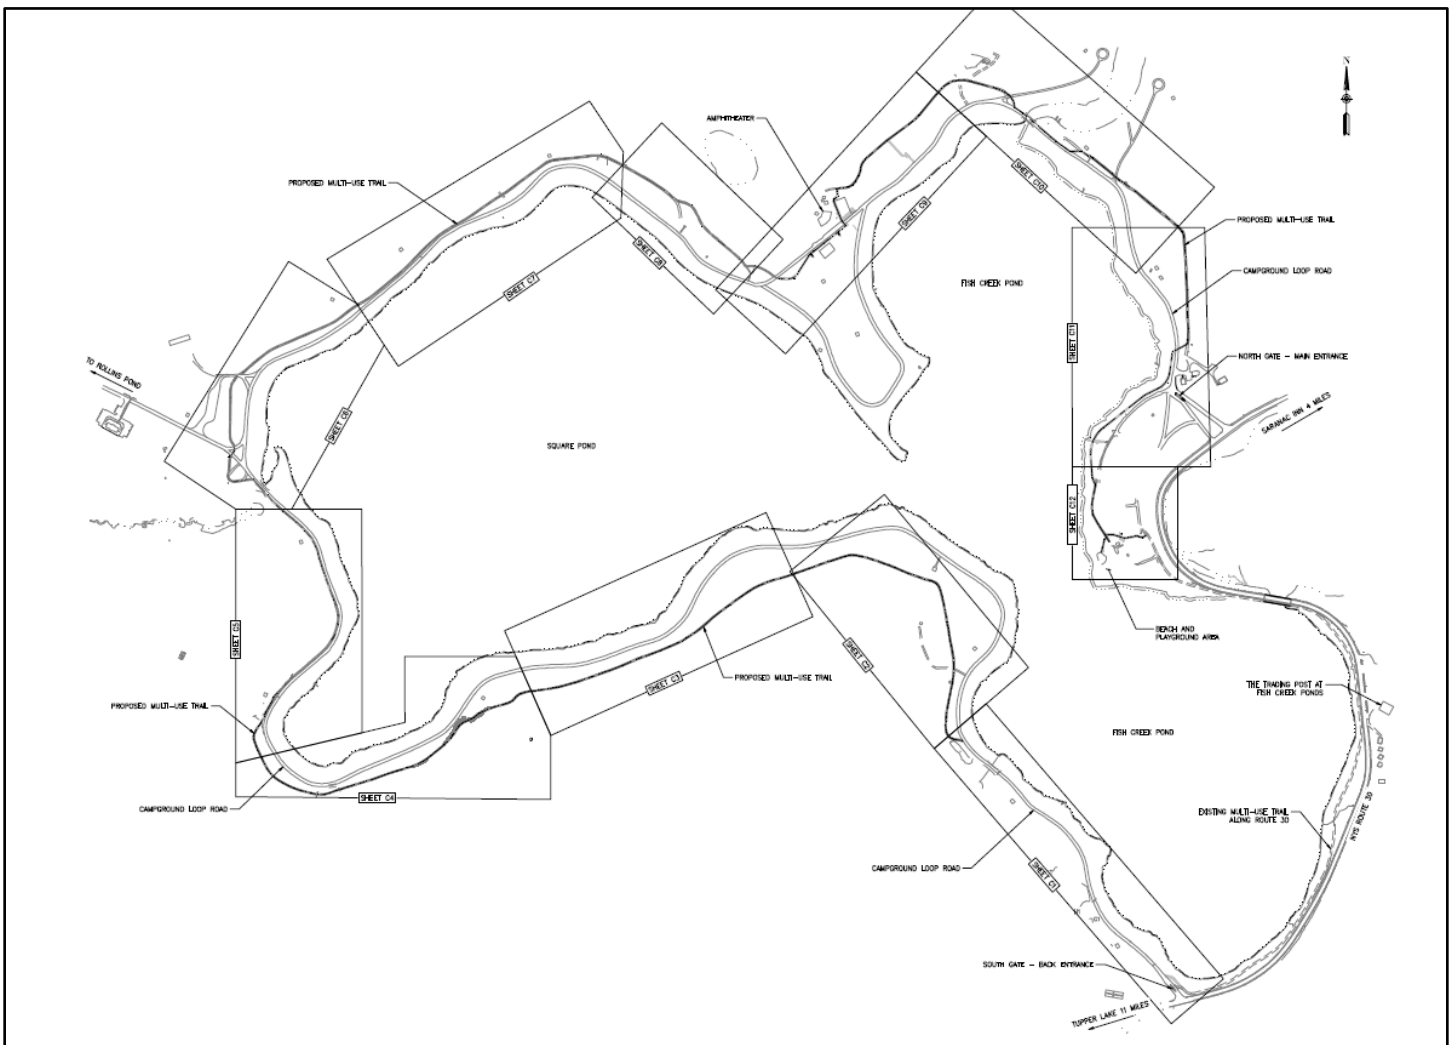 N
AMPHITHEATER
PROPOSED MULTI-USE TRAIL
SHEET C10
SHEET C9
SHEET C8
SHEET C7
PROPOSED MULTI-USE TRAIL
CAMPGROUND LOOP ROAD
FISH CREEK POND
SHEET C11
NORTH GATE - MAIN ENTRANCE
TO ROLLINS POND
SARANAC INN 4 MILES
SHEET C6
SQUARE POND
SHEET C12
BEACH AND
PLAYGROUND AREA
SHEET C5
SHEET C2
SHEET C3
PROPOSED MULTI-USE TRAIL
THE TRADING POST AT
FISH CREEK PONDS
PROPOSED MULTI-USE TRAIL
FISH CREEK POND
SHEET C4
CAMPGROUND LOOP ROAD
EXISTING MULTI-USE TRAIL
ALONG ROUTE 30
NYS ROUTE 30
CAMPGROUND LOOP ROAD
SHEET C1
SOUTH GATE - BACK ENTRANCE
TUPPER LAKE 11 MILES